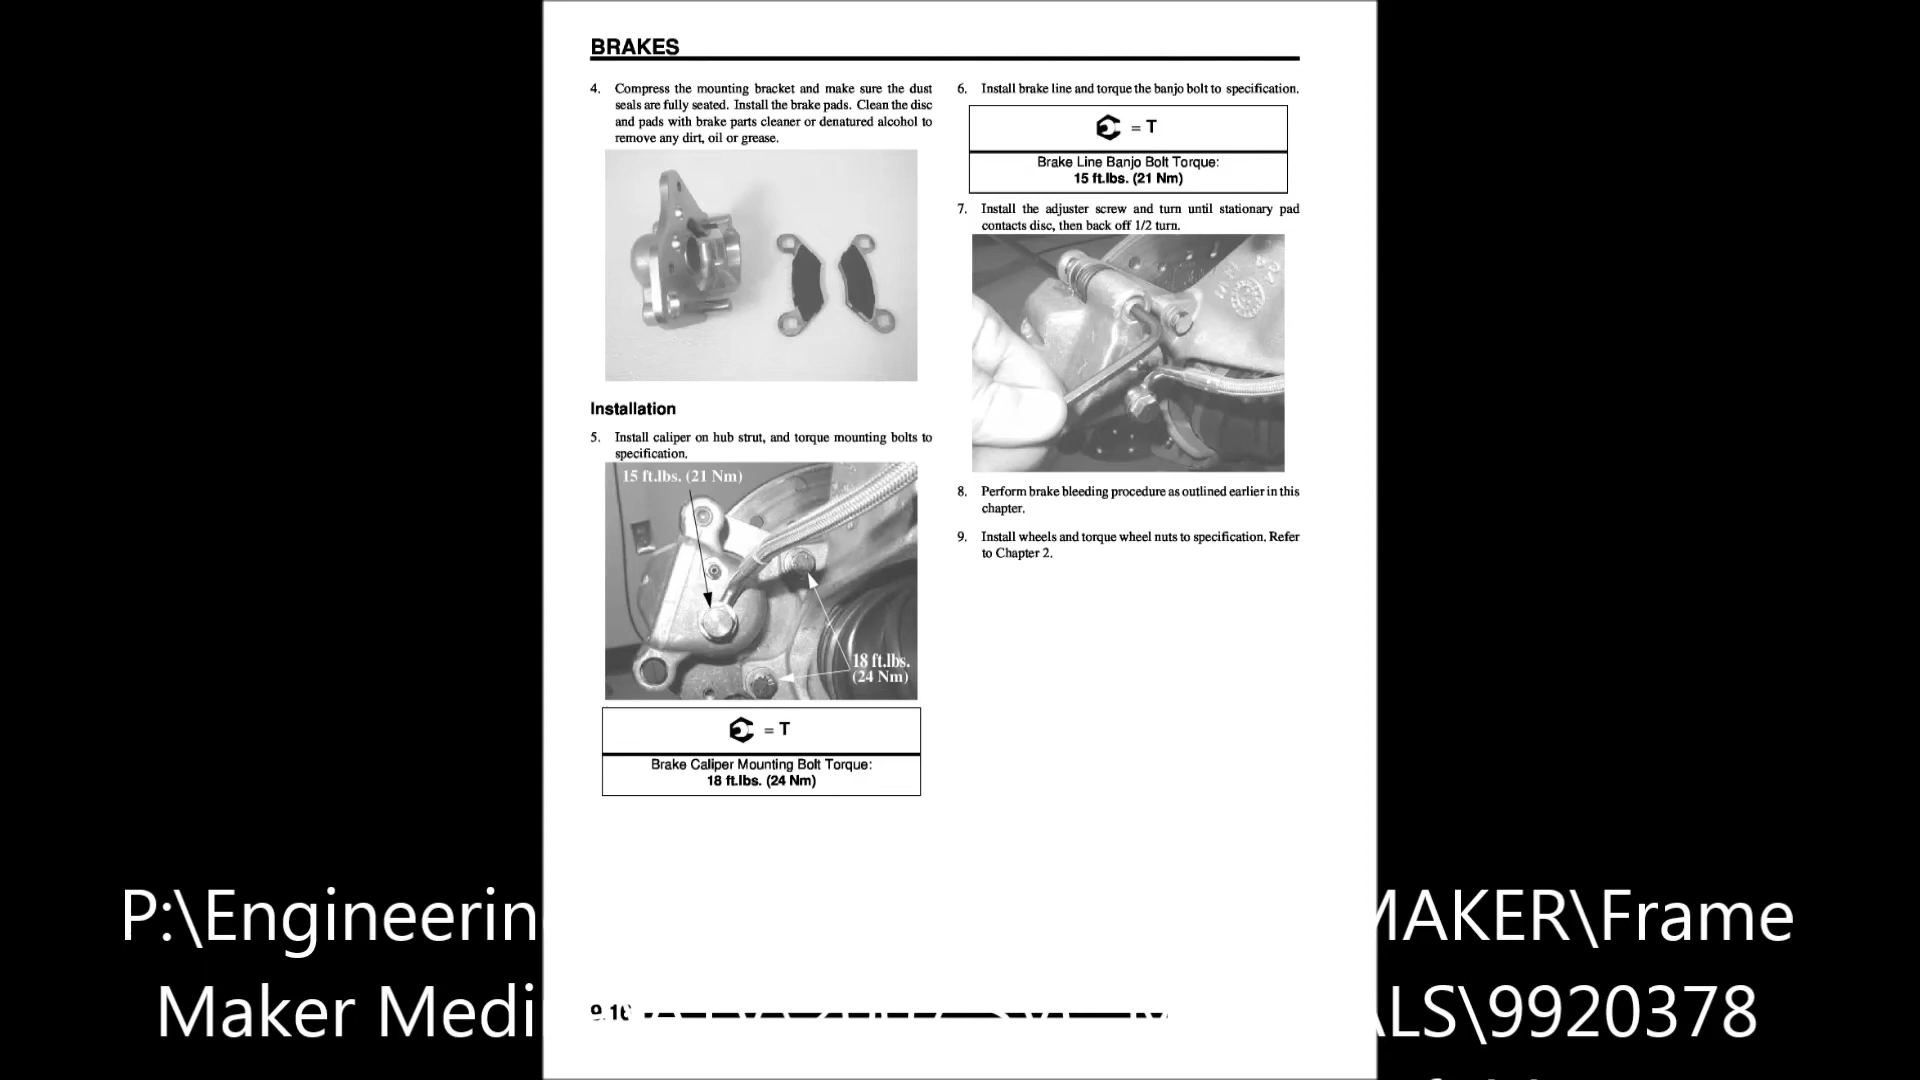 BRAKES
4. Compress the mounting bracket and make sure the dust
seals are fully seated. Install the brake pads. Clean the disc
and pads with brake parts cleaner or denatured alcohol to
remove any dirt, oil or grease.
Installation
5. Install caliper on hub strut, and torque mounting bolts to
specification.
15 ft.lbs. (21 Nm)
18 ft.lbs.
(24 Nm)
= T
Brake Caliper Mounting Bolt Torque:
18 ft.lbs. (24 Nm)
6. Install brake line and torque the banjo bolt to specification.
= T
Brake Line Banjo Bolt Torque:
15 ft.lbs. (21 Nm)
7. Install the adjuster screw and turn until stationary pad
contacts disc, then back off 1/2 turn.
8. Perform brake bleeding procedure as outlined earlier in this
chapter.
9. Install wheels and torque wheel nuts to specification. Refer
to Chapter 2.
P:\Engineerin MAKER\Frame
Maker Medi LS\9920378